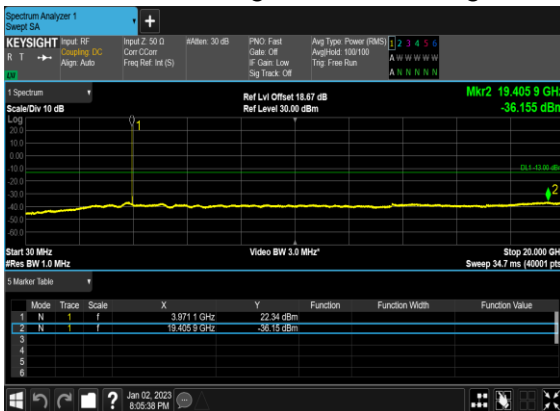 Spectrum Analyzer 1
Swept SA
KEYSIGHT Input: RF Input Z: 50 Ω #Atten: 30 dB PNO: Fast Avg Type: Power (RMS) 1 2 3 4 5 6
R T Coupling: DC Corr CCorr Gate: Off Avg|Hold: 100/100 A W W W W W
Align: Auto Freq Ref: Int (S) IF Gain: Low Trig: Free Run
LV Sig Track: Off A N N N N N
1 Spectrum Ref Lvl Offset 18.67 dB Mkr2 19.405 9 GHz
Scale/Div 10 dB Ref Level 30.00 dBm -36.155 dBm
Log
20.0 1
10.0
0.00
-10.0 DL1 -13.00 dBm
-20.0
-30.0 2
-40.0
-50.0
-60.0
Start 30 MHz Video BW 3.0 MHz* Stop 20.000 GH
#Res BW 1.0 MHz Sweep 34.7 ms (40001 pts
5 Marker Table
Mode Trace Scale X Y Function Function Width Function Value
1 N 1 f 3.971 1 GHz 22.34 dBm
2 N 1 f 19.405 9 GHz -36.15 dBm
3
4
5
6
? Jan 02, 2023
8:05:38 PM